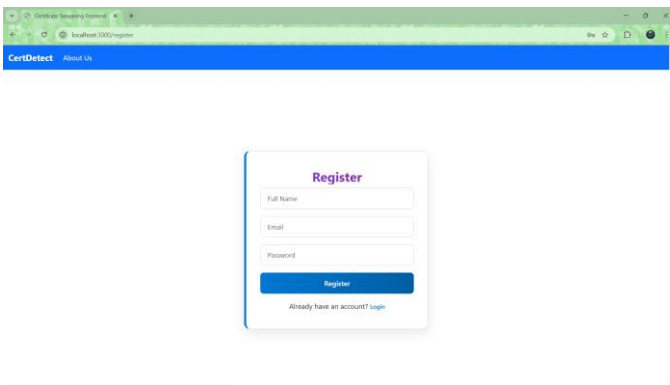 Certificate Tampering Frontend
localhost:3000/register
CertDetect About Us
Register
Full Name
Email
Password
Register
Already have an account? Login